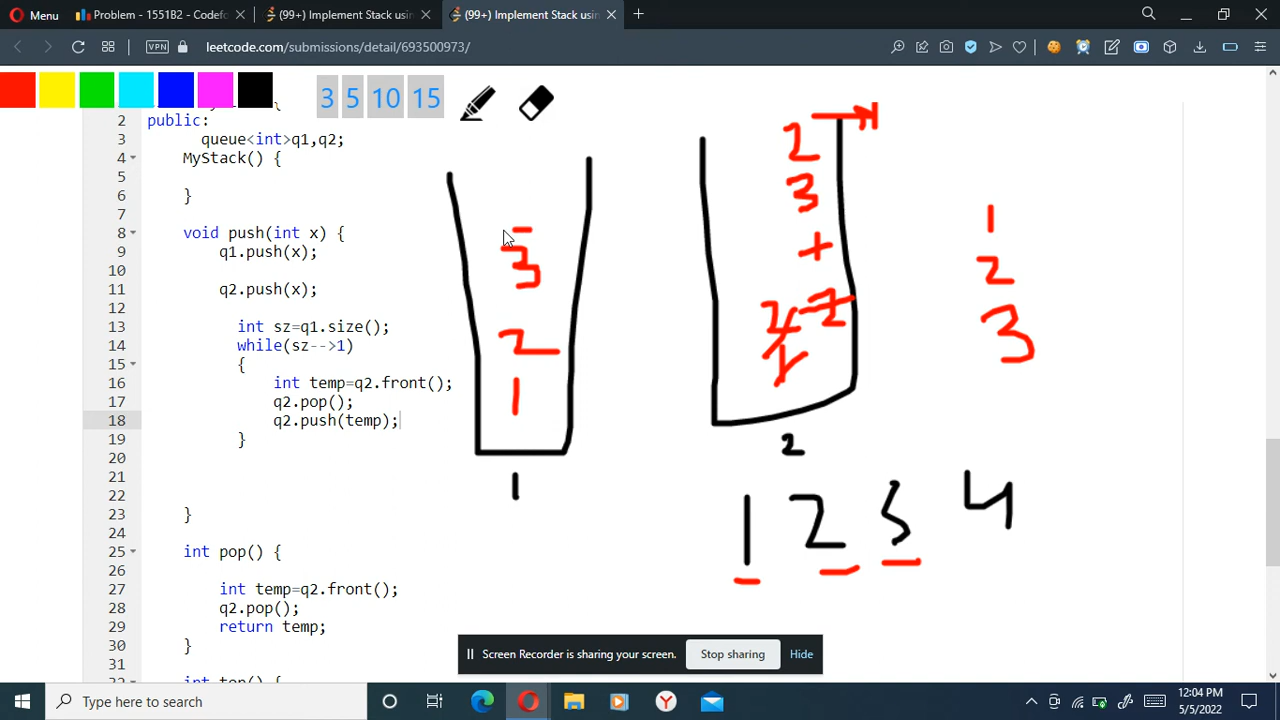 Menu
Problem - 1551B2 - Codef
(99+) Implement Stack usin
(99+) Implement Stack usin
VPN
leetcode.com/submissions/detail/693500973/
3 5 10 15
2 public:
3 queue<int>q1,q2;
4 MyStack() {
5
6 }
7
8 void push(int x) {
9 q1.push(x);
10
11 q2.push(x);
12
13 int sz=q1.size();
14 while(sz-->1)
15 {
16 int temp=q2.front();
17 q2.pop();
18 q2.push(temp);
19 }
20
21
22
23 }
24
25 int pop() {
26
27 int temp=q2.front();
28 q2.pop();
29 return temp;
30 }
31
3
2
1
1
2
3
2
1
2
3
1 2 3 4
Screen Recorder is sharing your screen.
Stop sharing
Hide
Type here to search
12:04 PM
5/5/2022